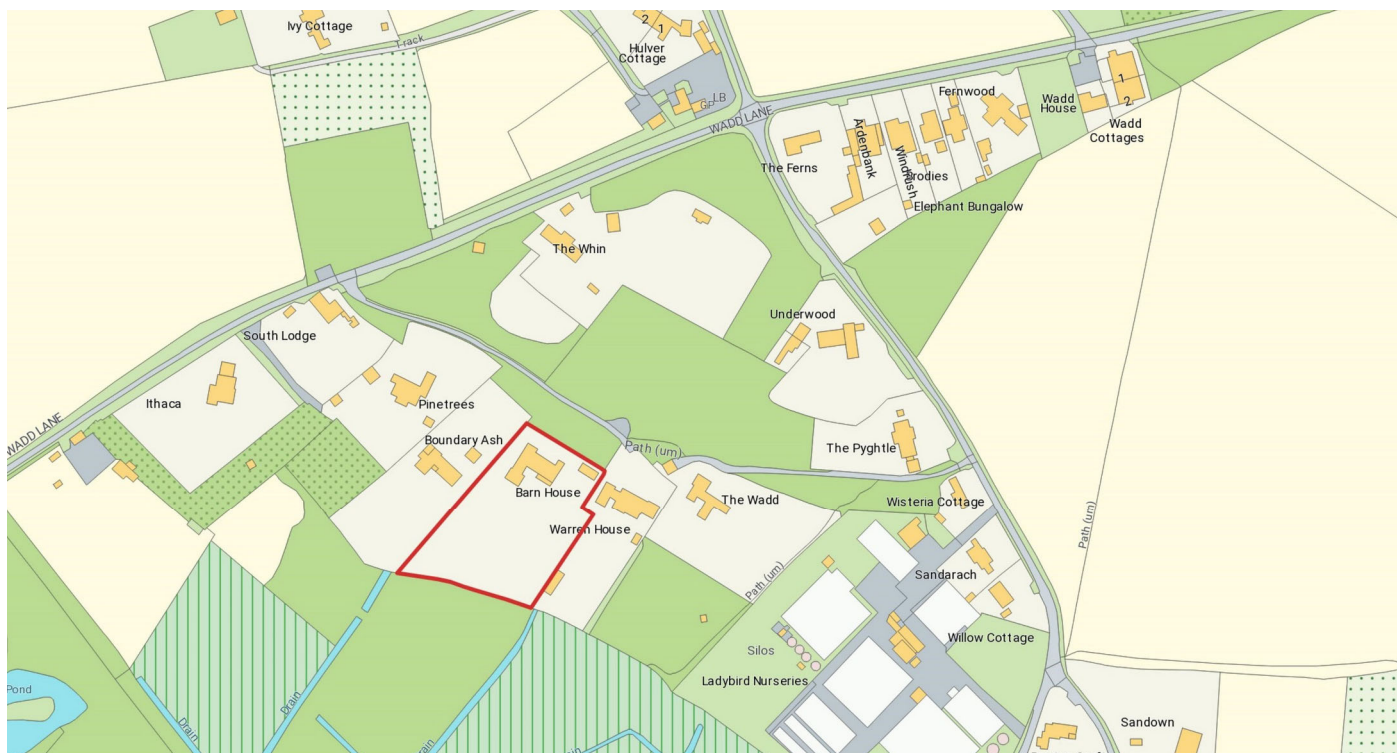 Ivy Cottage
Track
2
1
Hulver
Cottage
LB
GP
WADD LANE
Fernwood
Wadd
House
1
2
Wadd
Cottages
The Ferns
Ardenbank
Windrush
Brodies
Elephant Bungalow
The Whin
South Lodge
Underwood
Ithaca
Pinetrees
WADD LANE
Boundary Ash
Path (um)
The Pyghtle
Barn House
The Wadd
Wisteria Cottage
Warren House
Path (um)
Path (um)
Sandarach
Willow Cottage
Silos
Ladybird Nurseries
Pond
Drain
Drain
Drain
Sandown